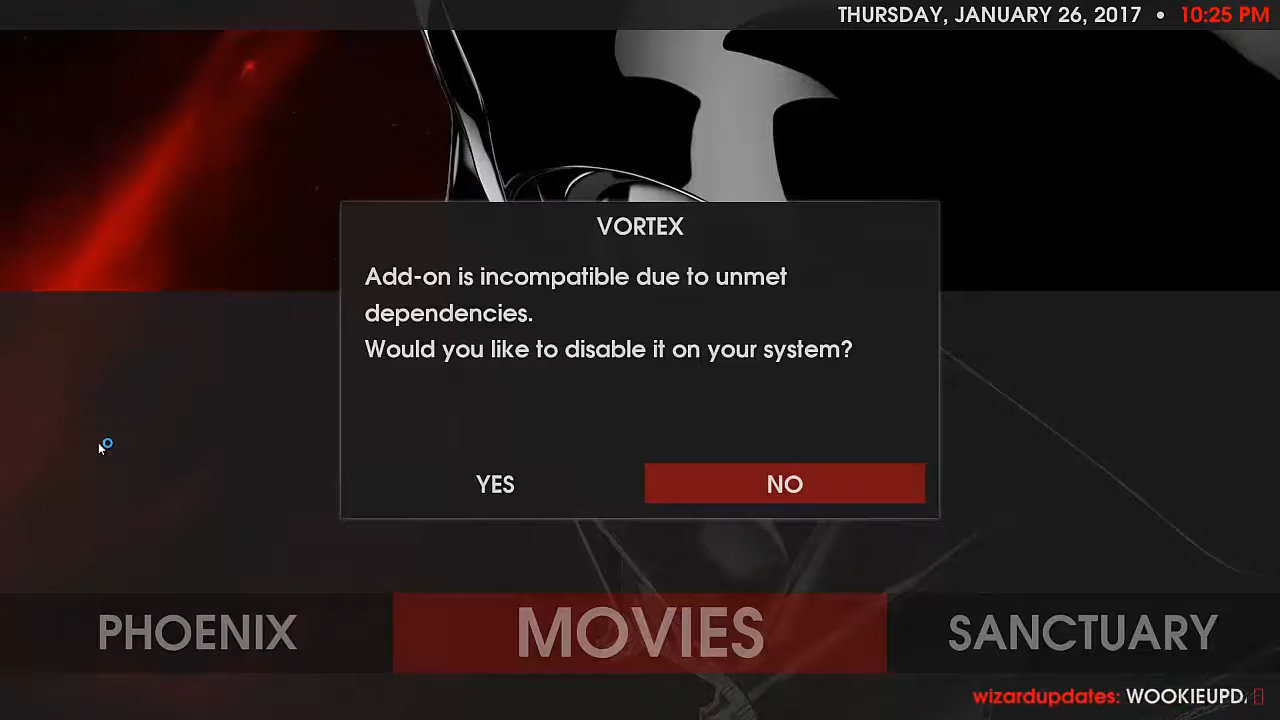 THURSDAY, JANUARY 26, 2017 • 10:25 PM
VORTEX
Add-on is incompatible due to unmet
dependencies.
Would you like to disable it on your system?
YES NO
PHOENIX MOVIES SANCTUARY
wizardupdates: WOOKIEUPD